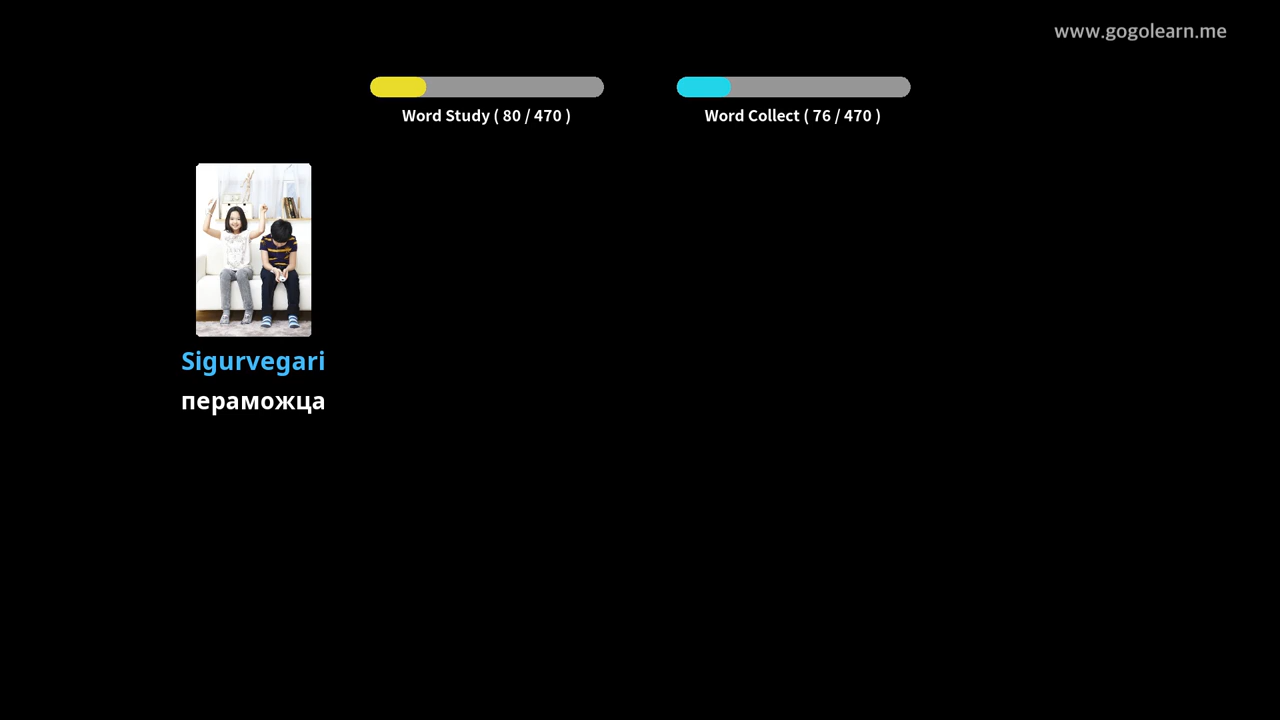 www.gogolearn.me
Word Study ( 80 / 470 )
Word Collect ( 76 / 470 )
Sigurvegari
пераможца